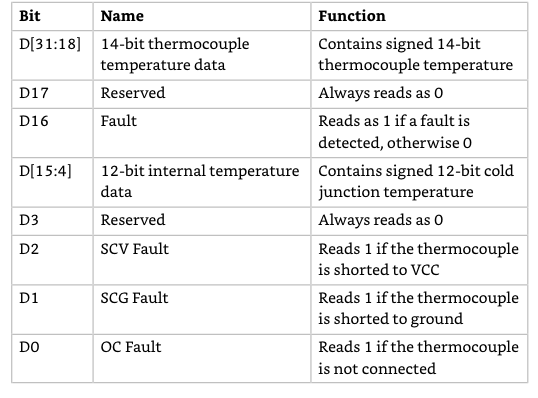 Bit Name Function
D[31:18] 14-bit thermocouple Contains signed 14-bit
temperature data thermocouple temperature
D17 Reserved Always reads as 0
D16 Fault Reads as 1 if a fault is
detected, otherwise 0
D[15:4] 12-bit internal temperature Contains signed 12-bit cold
data junction temperature
D3 Reserved Always reads as 0
D2 SCV Fault Reads 1 if the thermocouple
is shorted to VCC
D1 SCG Fault Reads 1 if the thermocouple
is shorted to ground
D0 OC Fault Reads 1 if the thermocouple
is not connected